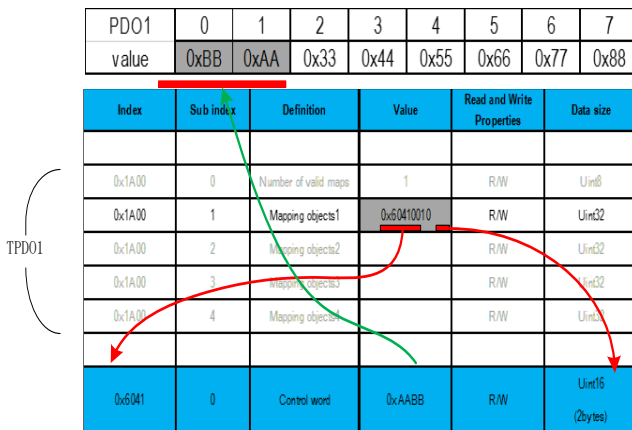 PDO1 0 1 2 3 4 5 6 7
value 0xBB 0xAA 0x33 0x44 0x55 0x66 0x77 0x88
Index Sub index Definition Value Read and Write Properties Data size
0x1A00 0 Number of valid maps 1 R/W Uint8
0x1A00 1 Mapping objects1 0x60410010 R/W Uint32
TPDO1
0x1A00 2 Mapping objects2 R/W Uint32
0x1A00 3 Mapping objects3 R/W Uint32
0x1A00 4 Mapping objects4 R/W Uint32
0x6041 0 Control word 0xAABB R/W Uint16 (2bytes)